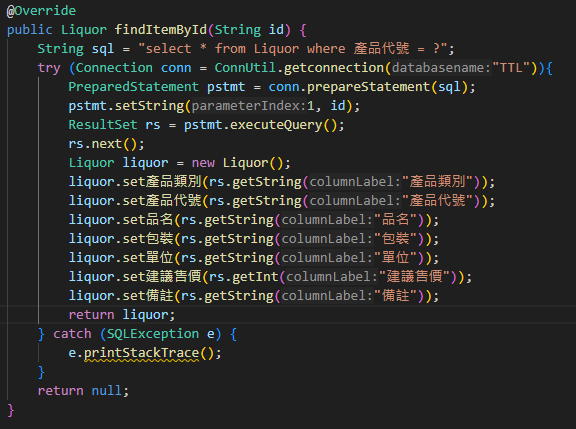 @Override
public Liquor findItemById(String id) {
String sql = "select * from Liquor where 產品代號 = ?";
try (Connection conn = ConnUtil.getconnection(databasename:"TTL")){
PreparedStatement pstmt = conn.prepareStatement(sql);
pstmt.setString(parameterIndex:1, id);
ResultSet rs = pstmt.executeQuery();
rs.next();
Liquor liquor = new Liquor();
liquor.set產品類別(rs.getString(columnLabel:"產品類別"));
liquor.set產品代號(rs.getString(columnLabel:"產品代號"));
liquor.set品名(rs.getString(columnLabel:"品名"));
liquor.set包裝(rs.getString(columnLabel:"包裝"));
liquor.set單位(rs.getString(columnLabel:"單位"));
liquor.set建議售價(rs.getInt(columnLabel:"建議售價"));
liquor.set備註(rs.getString(columnLabel:"備註"));
return liquor;
} catch (SQLException e) {
e.printStackTrace();
}
return null;
}